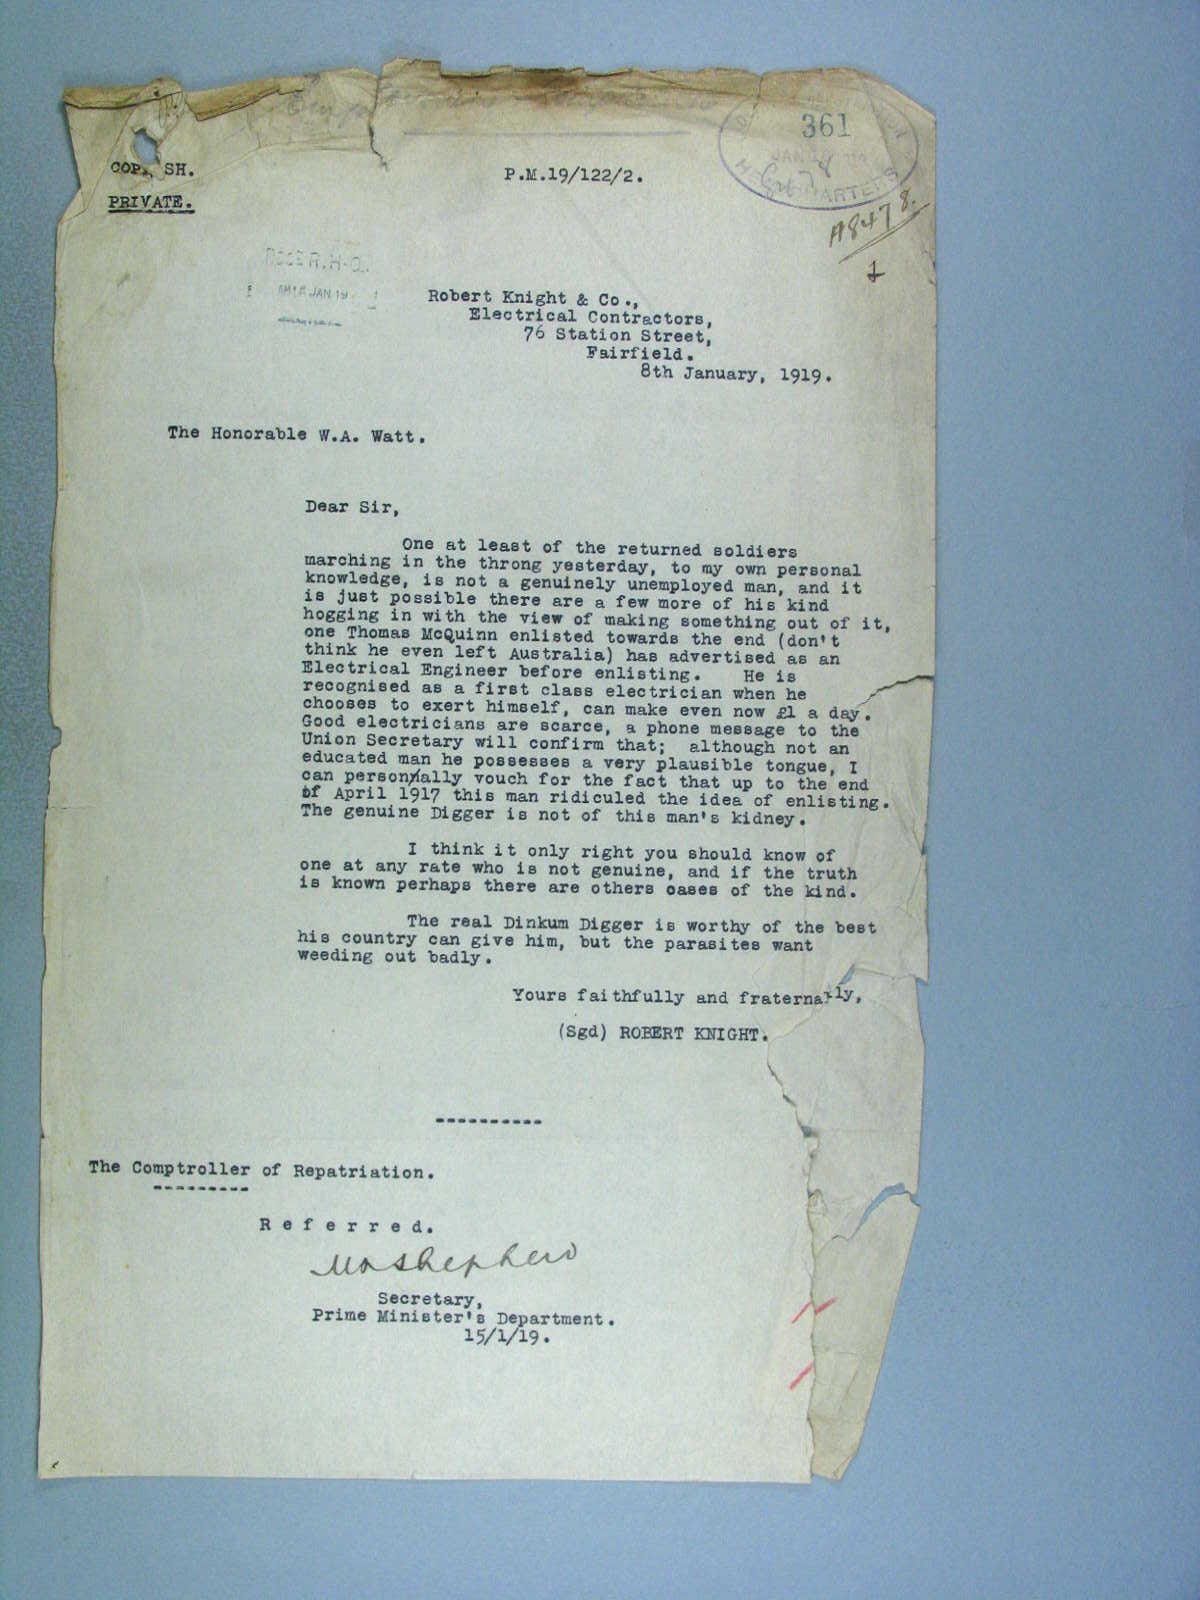 361
COPY SH.
P.M.19/122/2.
PRIVATE.
A8478.
Robert Knight & Co.,
Electrical Contractors,
76 Station Street,
Fairfield.
8th January, 1919.
The Honorable W.A. Watt.
Dear Sir,
One at least of the returned soldiers
marching in the throng yesterday, to my own personal
knowledge, is not a genuinely unemployed man, and it
is just possible there are a few more of his kind
hogging in with the view of making something out of it,
one Thomas McQuinn enlisted towards the end (don't
think he even left Australia) has advertised as an
Electrical Engineer before enlisting. He is
recognised as a first class electrician when he
chooses to exert himself, can make even now £1 a day.
Good electricians are scarce, a phone message to the
Union Secretary will confirm that; although not an
educated man he possesses a very plausible tongue, I
can personally vouch for the fact that up to the end
of April 1917 this man ridiculed the idea of enlisting.
The genuine Digger is not of this man's kidney.
I think it only right you should know of
one at any rate who is not genuine, and if the truth
is known perhaps there are others cases of the kind.
The real Dinkum Digger is worthy of the best
his country can give him, but the parasites want
weeding out badly.
Yours faithfully and fraternally,
(Sgd) ROBERT KNIGHT.
The Comptroller of Repatriation.
Referred.
M Shepherd
Secretary,
Prime Minister's Department.
15/1/19.